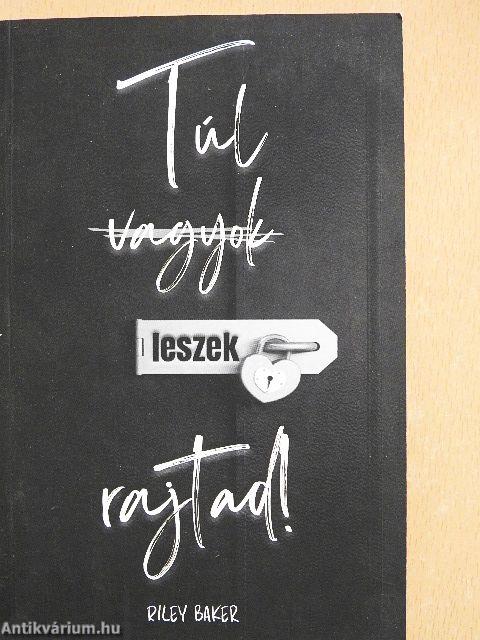 Túl
vagyok
leszek
rajtad!
RILEY BAKER
Antikvárium.hu